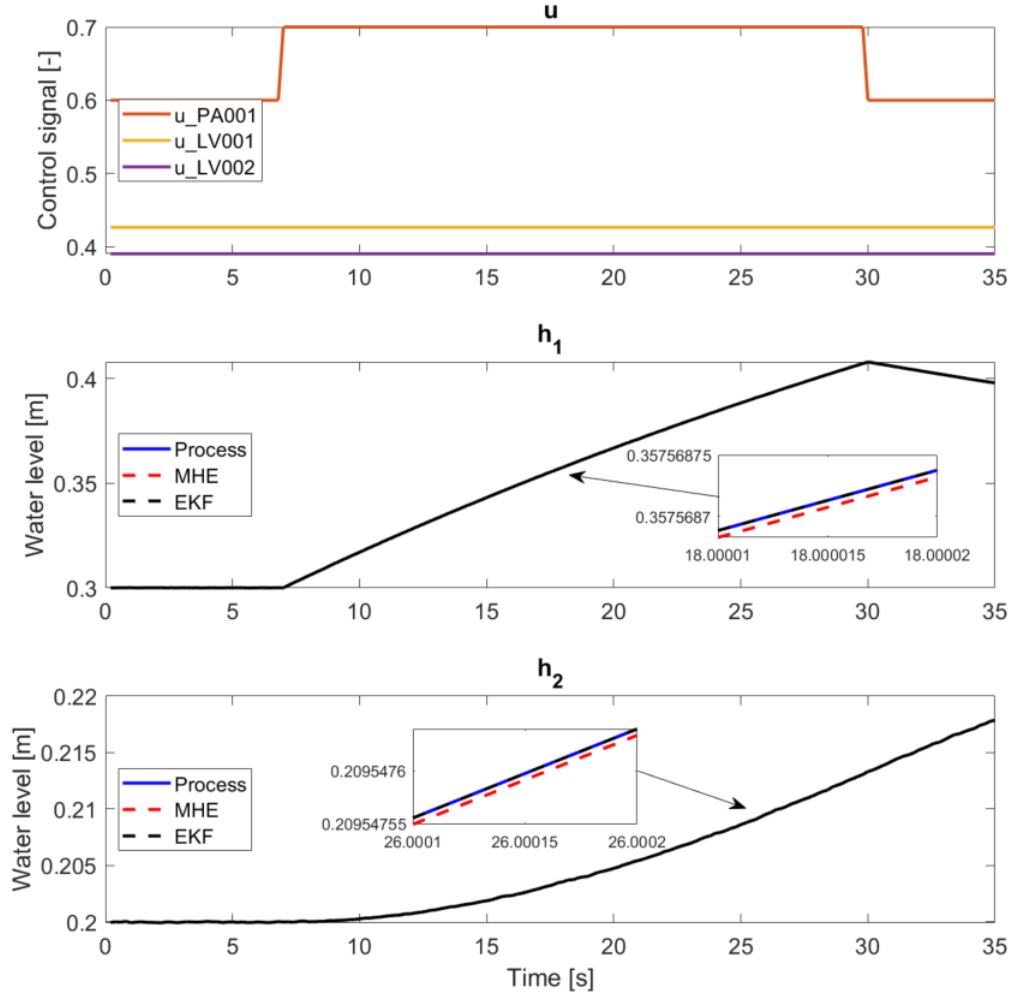 u
Control signal [-]
0.7
0.6
0.5
0.4
u_PA001
u_LV001
u_LV002
0 5 10 15 20 25 30 35
h1
Water level [m]
0.4
0.35
0.3
Process
MHE
EKF
0.35756875
0.3575687
18.00001 18.000015 18.00002
0 5 10 15 20 25 30 35
h2
Water level [m]
0.22
0.215
0.21
0.205
0.2
Process
MHE
EKF
0.2095476
0.20954755
26.0001 26.00015 26.0002
0 5 10 15 20 25 30 35
Time [s]